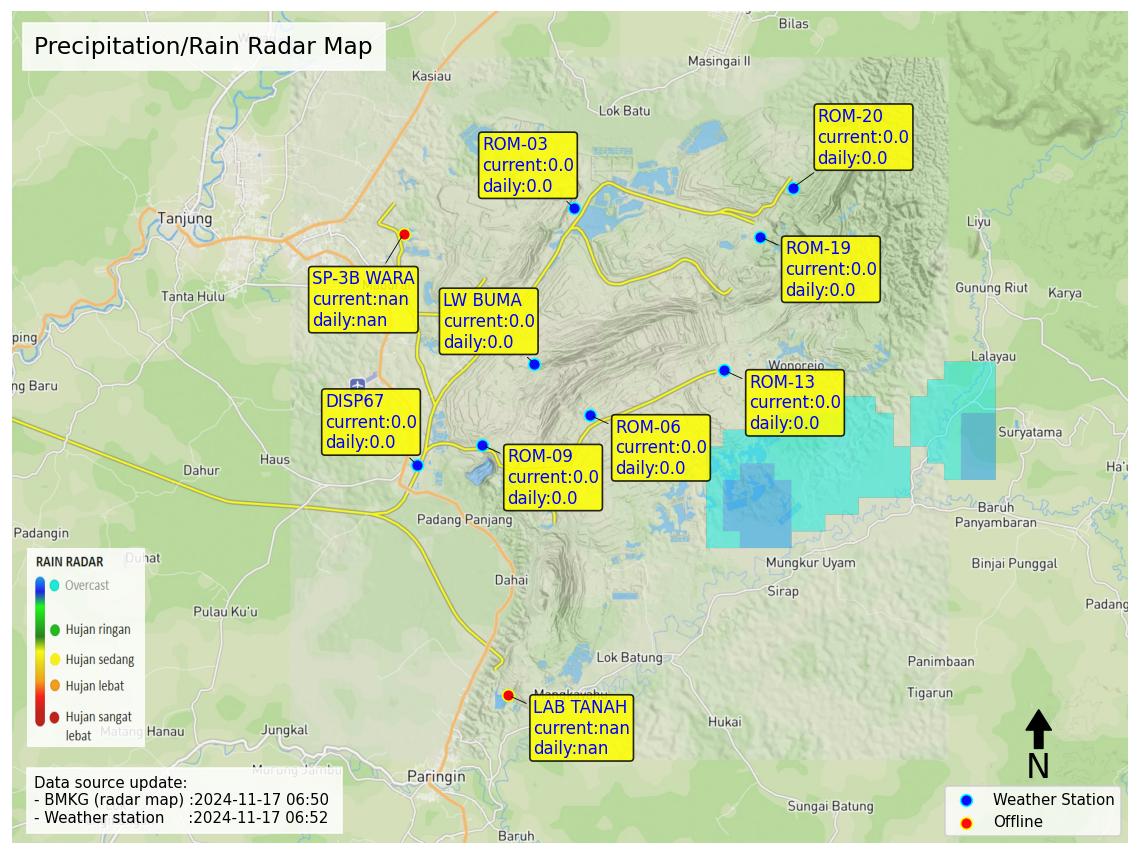 Precipitation/Rain Radar Map
Bilas
Masingai II
Kasiau
Lok Batu
ROM-20
current:0.0
daily:0.0
ROM-03
current:0.0
daily:0.0
Tanjung
Liyu
ROM-19
current:0.0
daily:0.0
SP-3B WARA
current:nan
daily:nan
Tanta Hulu
LW BUMA
current:0.0
daily:0.0
Gunung Riut
Karya
ping
Lalayau
Wonorejo
ng Baru
ROM-13
current:0.0
daily:0.0
DISP67
current:0.0
daily:0.0
ROM-06
current:0.0
daily:0.0
Suryatama
ROM-09
current:0.0
daily:0.0
Haus
Dahur
Ha'u
Baruh
Panyambaran
Padang Panjang
Padangin
Duhat
Mungkur Uyam
Binjai Punggal
Dahai
Sirap
Padang
Pulau Ku'u
RAIN RADAR
Overcast
Hujan ringan
Hujan sedang
Hujan lebat
Hujan sangat
lebat
Lok Batung
Panimbaan
Tigarun
Mangkayahu
LAB TANAH
current:nan
daily:nan
Hukai
Jungkal
Matang Hanau
Murung Jambu
Paringin
N
Data source update:
- BMKG (radar map) :2024-11-17 06:50
- Weather station :2024-11-17 06:52
Sungai Batung
Baruh
Weather Station
Offline